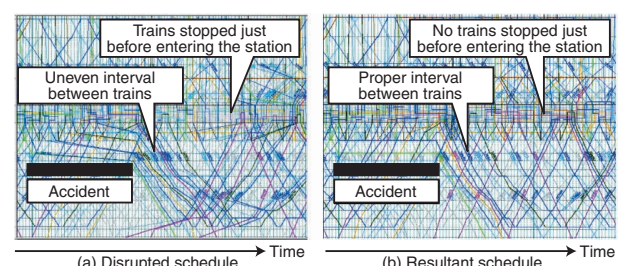 Trains stopped just
before entering the station
Uneven interval
between trains
Accident
Time
(a) Disrupted schedule
No trains stopped just
before entering the station
Proper interval
between trains
Accident
Time
(b) Resultant schedule